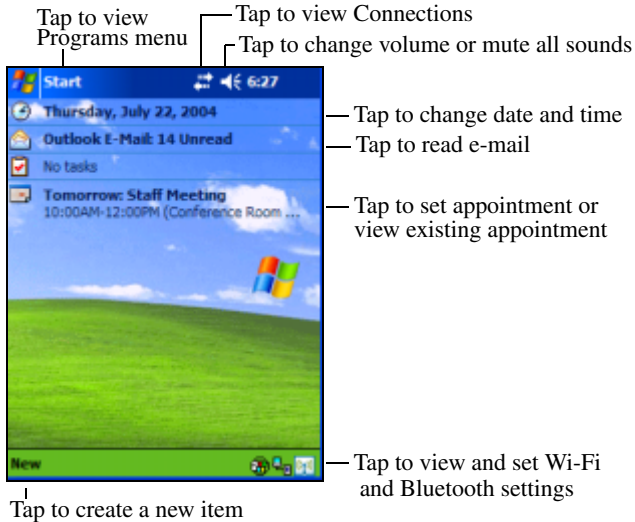 Tap to view
Programs menu
Tap to view Connections
Tap to change volume or mute all sounds
Start
6:27
Thursday, July 22, 2004
Tap to change date and time
Outlook E-Mail: 14 Unread
Tap to read e-mail
No tasks
Tomorrow: Staff Meeting
10:00AM-12:00PM (Conference Room ...
Tap to set appointment or
view existing appointment
New
Tap to view and set Wi-Fi
and Bluetooth settings
Tap to create a new item